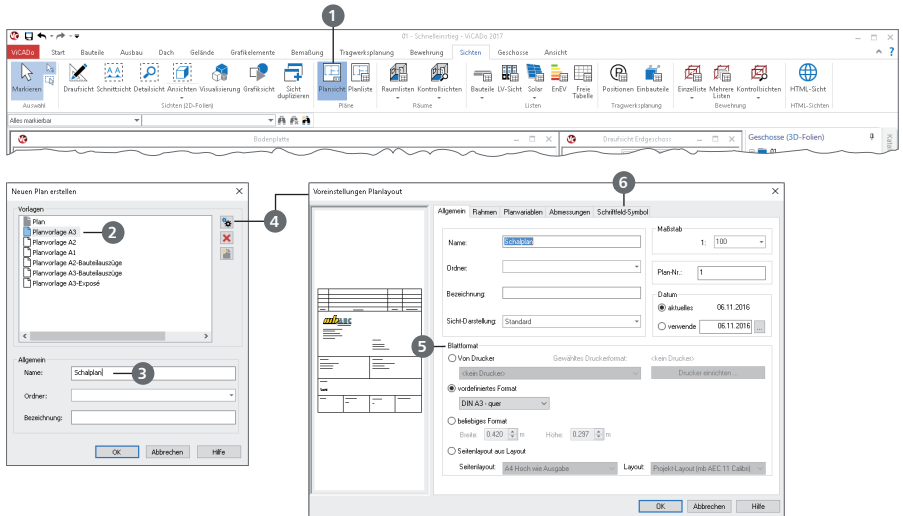 1
01 - Schnelleinstieg - ViCADo 2017
ViCADo Start Bauteile Ausbau Dach Gelände Grafikelemente Bemaßung Tragwerksplanung Bewehrung Sichten Geschosse Ansicht
Markieren Draufsicht Schnittsicht Detailsicht Ansichten Visualisierung Grafiksicht Sicht duplizieren Plansicht Planliste Raumlisten Kontrollsichten Bauteile LV-Sicht Solar EnEV Freie Tabelle Positionen Einbauteile Einzelliste Mehrere Listen Kontrollsichten HTML-Sicht
Auswahl Sichten (2D-Folien) Pläne Räume Listen Tragwerksplanung Bewehrung HTML-Sichten
Alles markierbar
Bodenplatte
Draufsicht Erdgeschoss
Geschosse (3D-Folien)
01
Neuen Plan erstellen
Vorlagen
Plan
Planvorlage A3
2
Planvorlage A2
Planvorlage A1
Planvorlage A2-Bauteilauszüge
Planvorlage A3-Bauteilauszüge
Planvorlage A3-Exposé
4
Allgemein
Name: Schalplan
3
Ordner:
Bezeichnung:
OK Abbrechen Hilfe
Voreinstellungen Planlayout
6
Allgemein Rahmen Planvariablen Abmessungen Schriftfeld-Symbol
mb AEC
Name: Schalplan
Ordner:
Bezeichnung:
Sicht-Darstellung: Standard
Maßstab
1: 100
Plan-Nr.: 1
Datum
aktuelles 06.11.2016
verwende 06.11.2016 ...
5
Blattformat
Von Drucker Gewähltes Druckerformat: <kein Drucker>
<kein Drucker> Drucker einrichten ...
vordefiniertes Format
DIN A3 - quer
beliebiges Format
Breite: 0.420 m Höhe: 0.297 m
Seitenlayout aus Layout
Seitenlayout: A4 Hoch wie Ausgabe Layout: Projekt-Layout (mb AEC 11 Calibri)
OK Abbrechen Hilfe